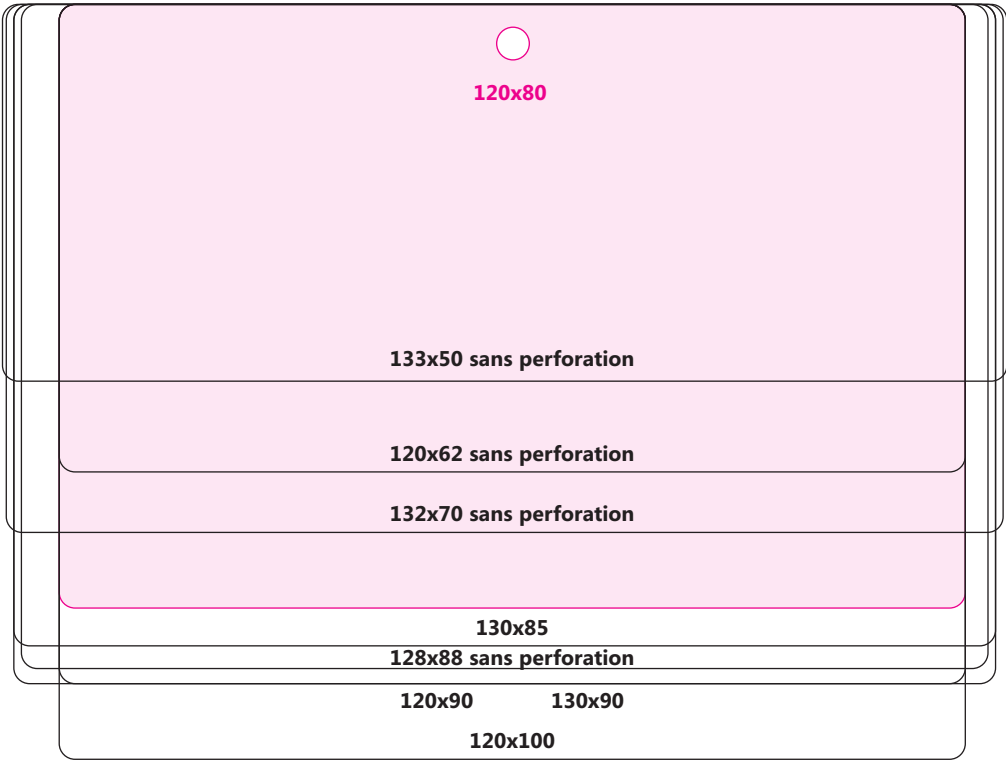 120x80
133x50 sans perforation
120x62 sans perforation
132x70 sans perforation
130x85
128x88 sans perforation
120x90 130x90
120x100